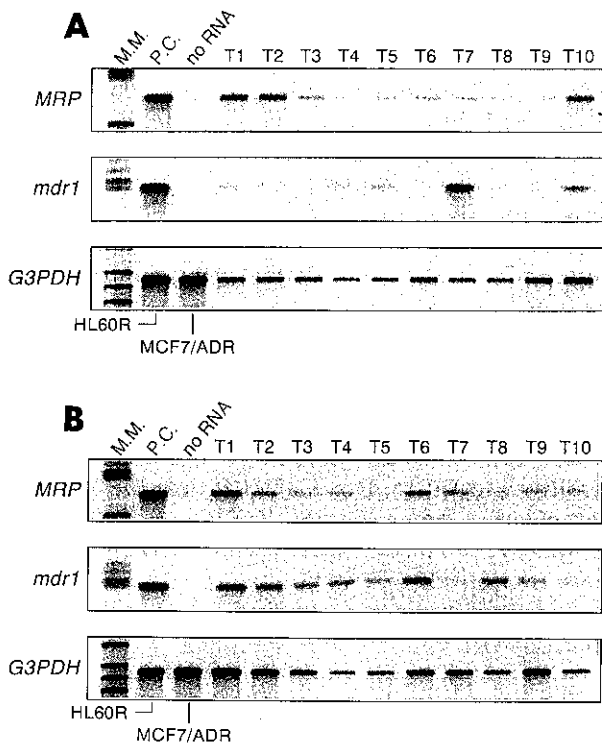 A
M.M. P.C. no RNA T1 T2 T3 T4 T5 T6 T7 T8 T9 T10
MRP
mdr1
G3PDH
HL60R
MCF7/ADR
B
M.M. P.C. no RNA T1 T2 T3 T4 T5 T6 T7 T8 T9 T10
MRP
mdr1
G3PDH
HL60R
MCF7/ADR